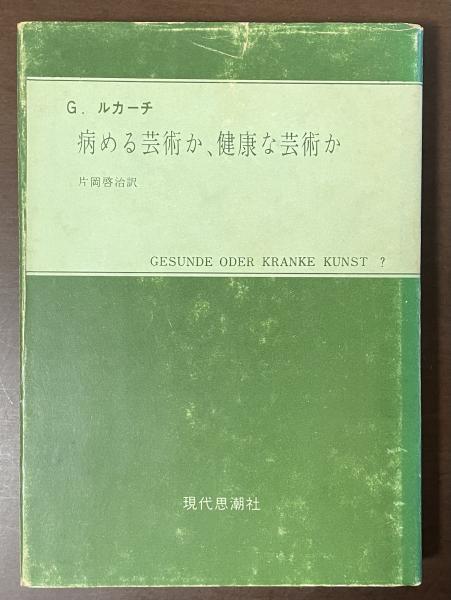 G. ルカーチ
病める芸術か、健康な芸術か
片岡啓治訳
GESUNDE ODER KRANKE KUNST ?
現代思潮社